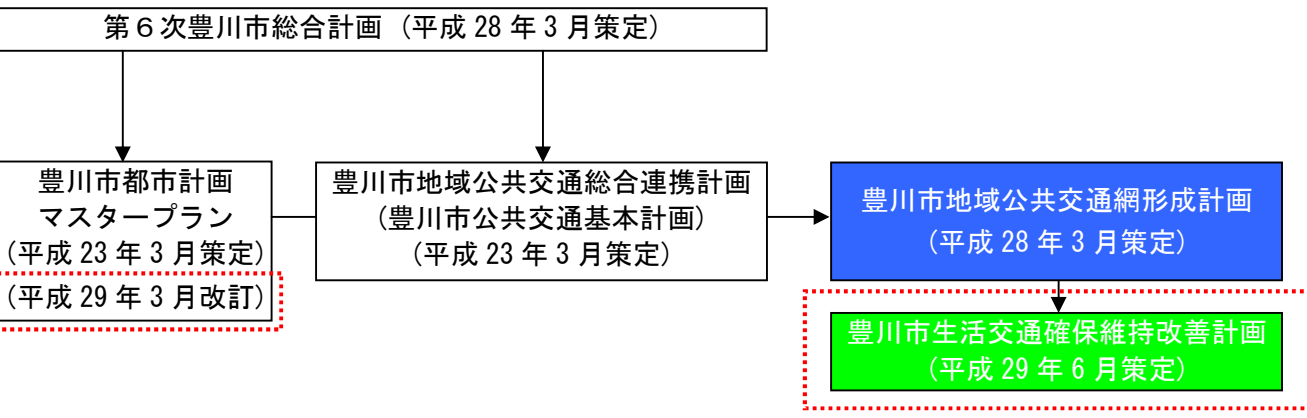 第６次豊川市総合計画（平成 28 年 3 月策定）
豊川市都市計画
マスタープラン
（平成 23 年 3 月策定）
（平成 29 年 3 月改訂）
豊川市地域公共交通総合連携計画
（豊川市公共交通基本計画）
（平成 23 年 3 月策定）
豊川市地域公共交通網形成計画
（平成 28 年 3 月策定）
豊川市生活交通確保維持改善計画
（平成 29 年 6 月策定）